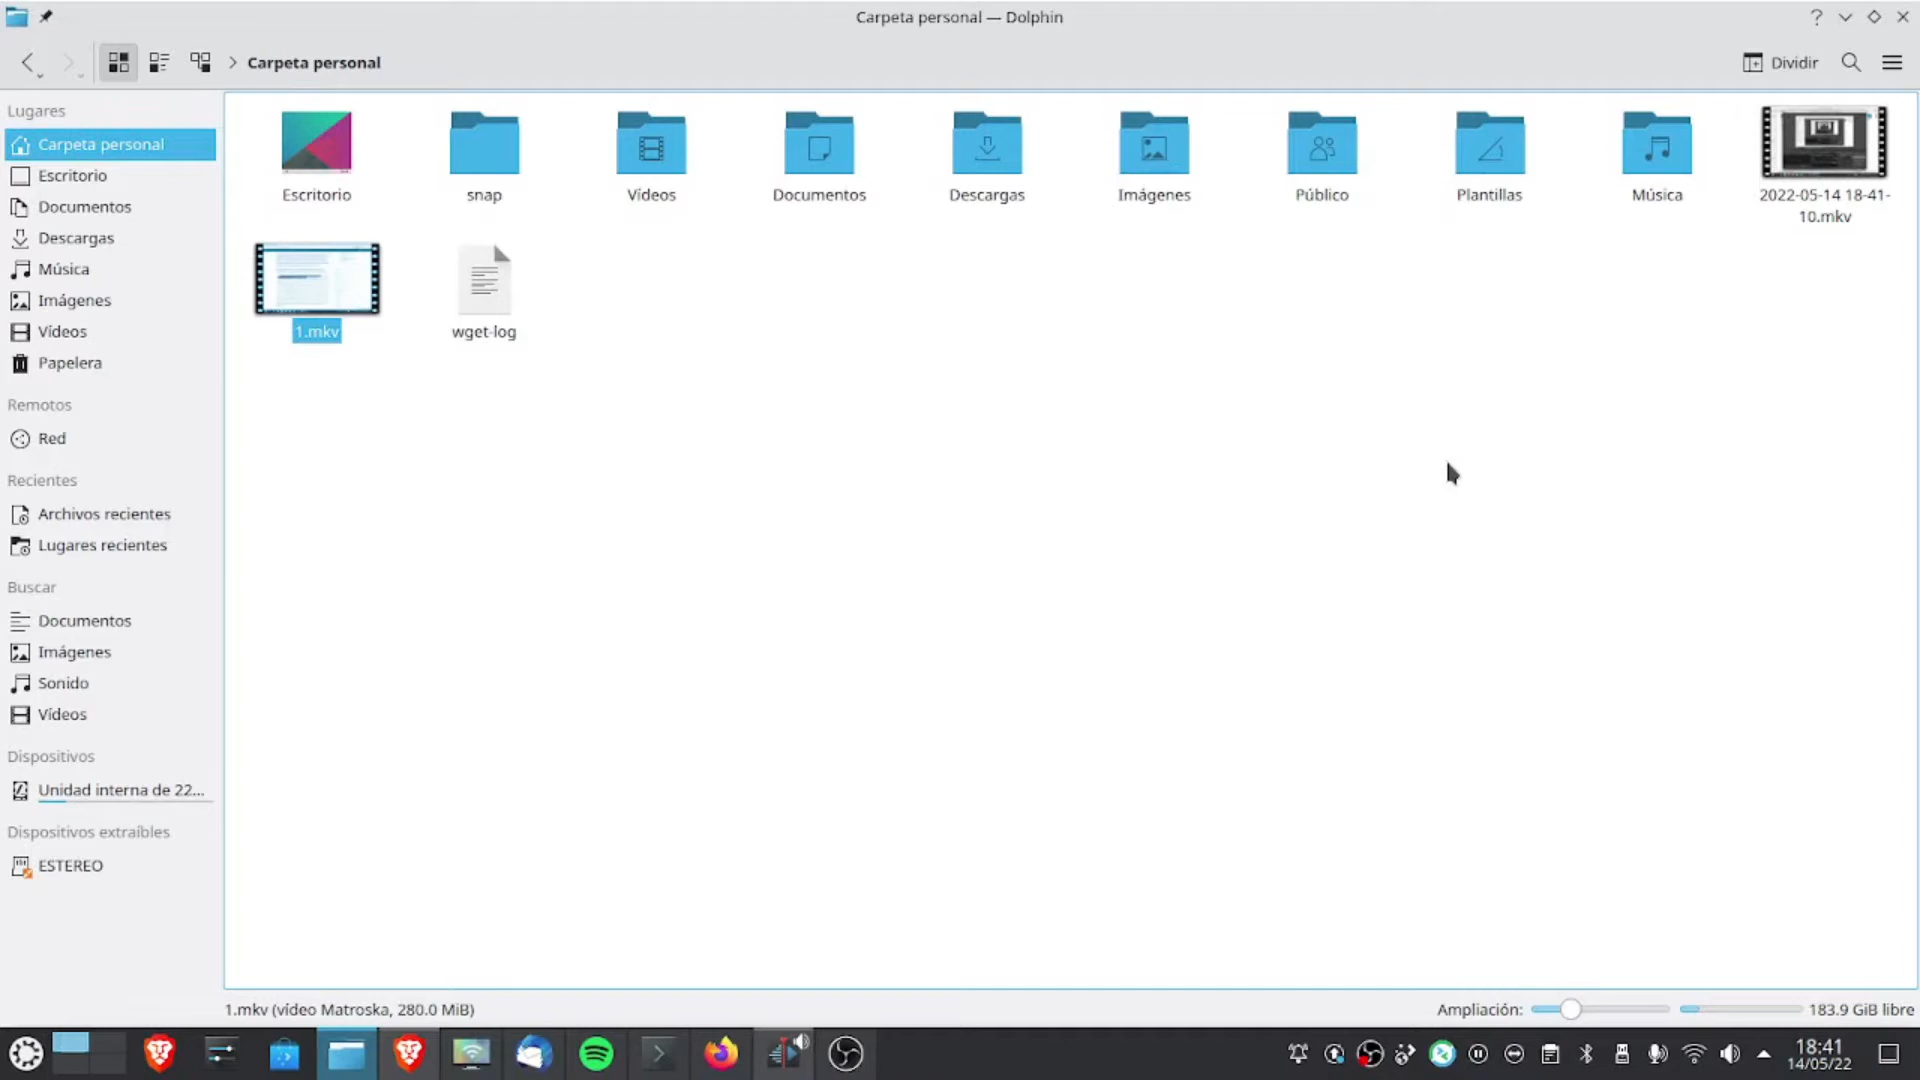 Carpeta personal — Dolphin
Carpeta personal
Dividir
Lugares
Carpeta personal
Escritorio
Documentos
Descargas
Música
Imágenes
Vídeos
Papelera
Remotos
Red
Recientes
Archivos recientes
Lugares recientes
Buscar
Documentos
Imágenes
Sonido
Vídeos
Dispositivos
Unidad interna de 22...
Dispositivos extraíbles
ESTEREO
Escritorio
snap
Vídeos
Documentos
Descargas
Imágenes
Público
Plantillas
Música
2022-05-14 18-41-
10.mkv
1.mkv
wget-log
1.mkv (vídeo Matroska, 280.0 MiB)
Ampliación:
183.9 GiB libre
18:41
14/05/22